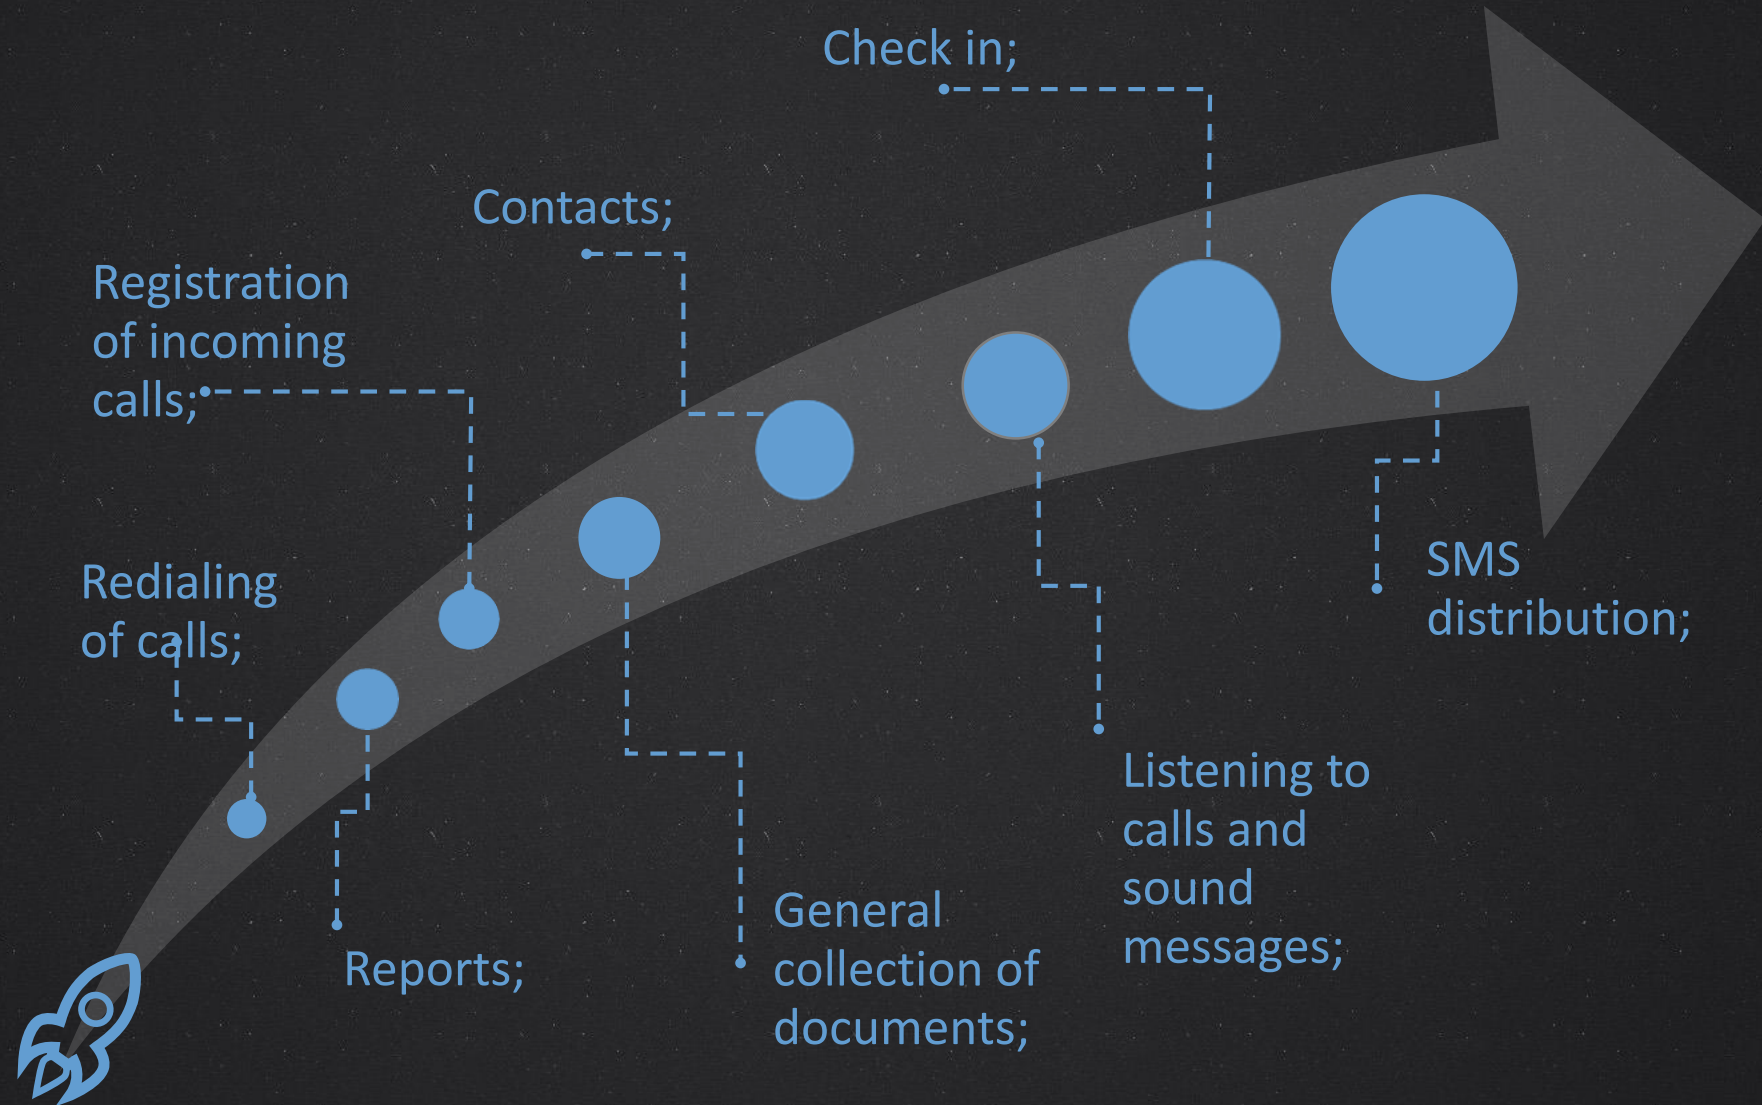 Check in;
Contacts;
Registration
of incoming
calls;
Redialing
of calls;
SMS
distribution;
Listening to
calls and
sound
messages;
General
collection of
documents;
Reports;